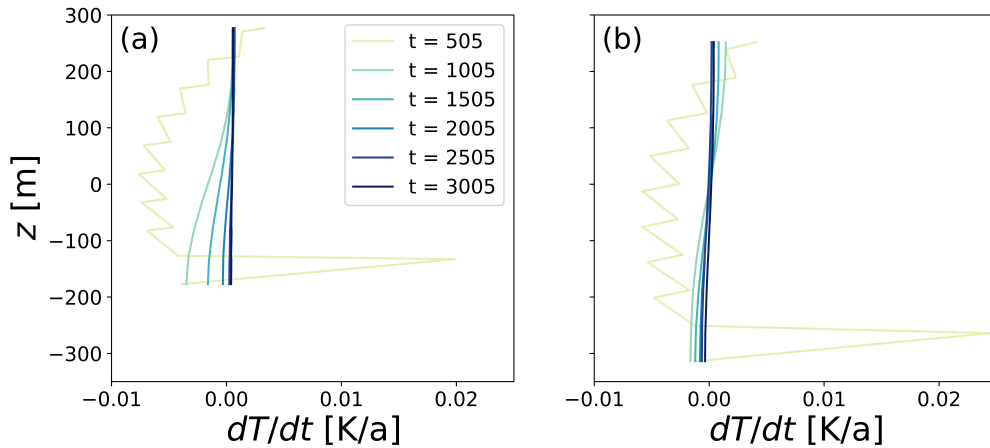 (a)
(b)
t = 505
t = 1005
t = 1505
t = 2005
t = 2505
t = 3005
300
200
100
0
−100
−200
−300
z [m]
−0.01
0.00
0.01
0.02
−0.01
0.00
0.01
0.02
dT/dt [K/a]
dT/dt [K/a]